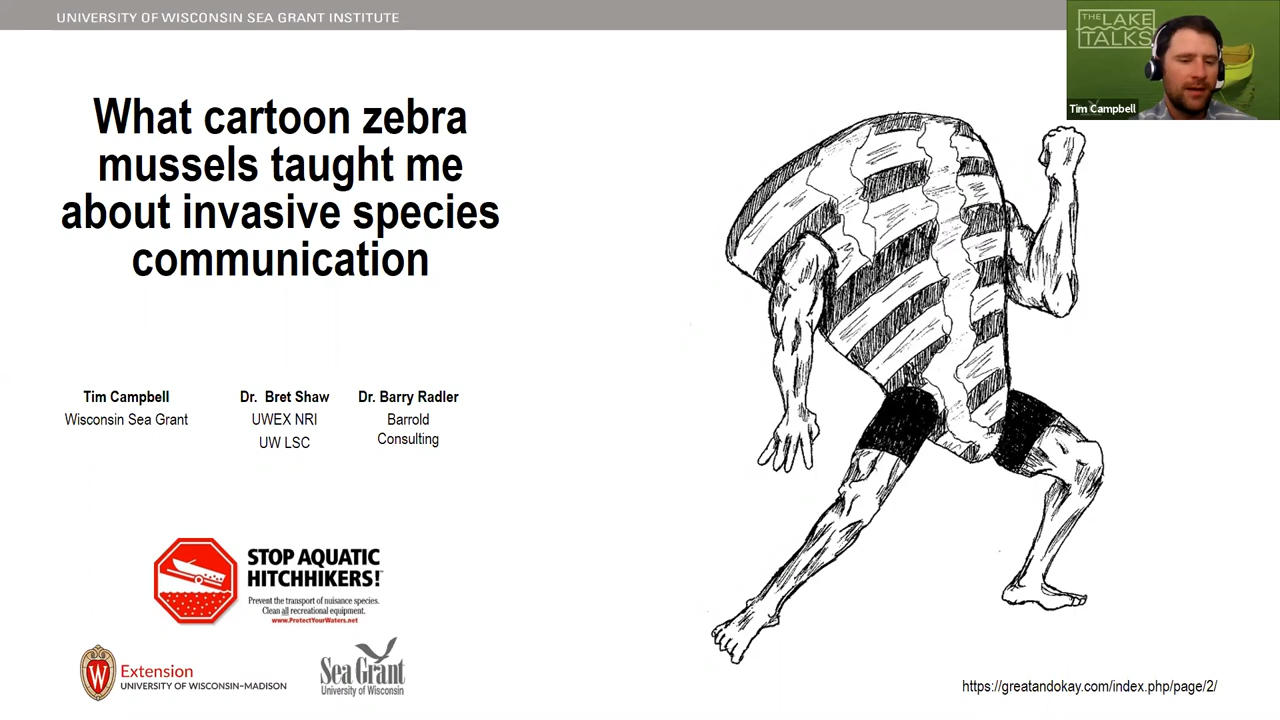 UNIVERSITY OF WISCONSIN SEA GRANT INSTITUTE
THE
LAKE
TALKS
Tim Campbell
What cartoon zebra
mussels taught me
about invasive species
communication
Tim Campbell
Wisconsin Sea Grant
Dr. Bret Shaw
UWEX NRI
UW LSC
Dr. Barry Radler
Barrold
Consulting
STOP AQUATIC
HITCHHIKERS!™
Prevent the transport of nuisance species.
Clean all recreational equipment.
www.ProtectYourWaters.net
W
Extension
UNIVERSITY OF WISCONSIN–MADISON
Sea Grant
University of Wisconsin
https://greatandokay.com/index.php/page/2/